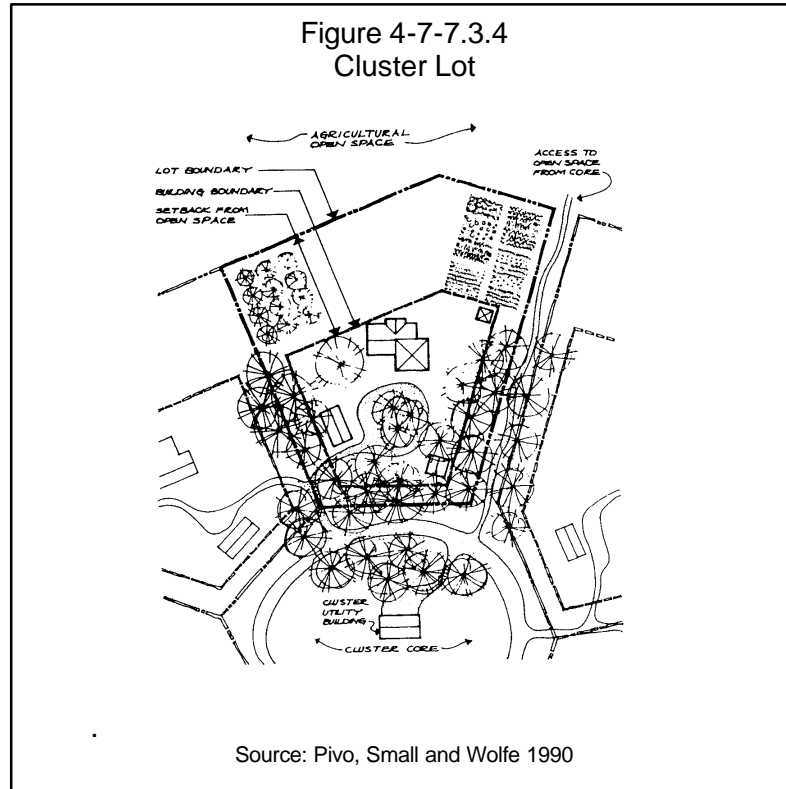 Figure 4-7-7.3.4
Cluster Lot
AGRICULTURAL
OPEN SPACE
ACCESS TO
OPEN SPACE
FROM CORE
LOT BOUNDARY
BUILDING BOUNDARY
SETBACK FROM
OPEN SPACE
CLUSTER
UTILITY
BUILDING
CLUSTER CORE
.
Source: Pivo, Small and Wolfe 1990